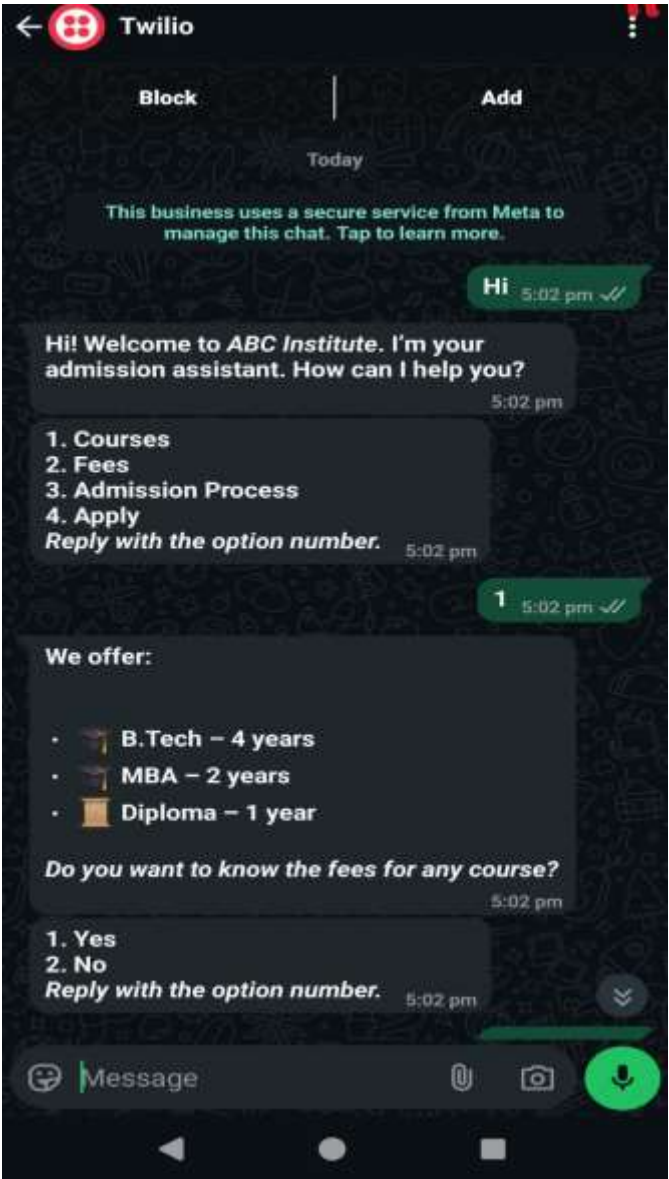 Twilio
Block
Add
Today
This business uses a secure service from Meta to
manage this chat. Tap to learn more.
Hi 5:02 pm
Hi! Welcome to ABC Institute. I'm your
admission assistant. How can I help you?
5:02 pm
1. Courses
2. Fees
3. Admission Process
4. Apply
Reply with the option number. 5:02 pm
1 5:02 pm
We offer:
· 🎓 B.Tech – 4 years
· 🎓 MBA – 2 years
· 📜 Diploma – 1 year
Do you want to know the fees for any course?
5:02 pm
1. Yes
2. No
Reply with the option number. 5:02 pm
Message